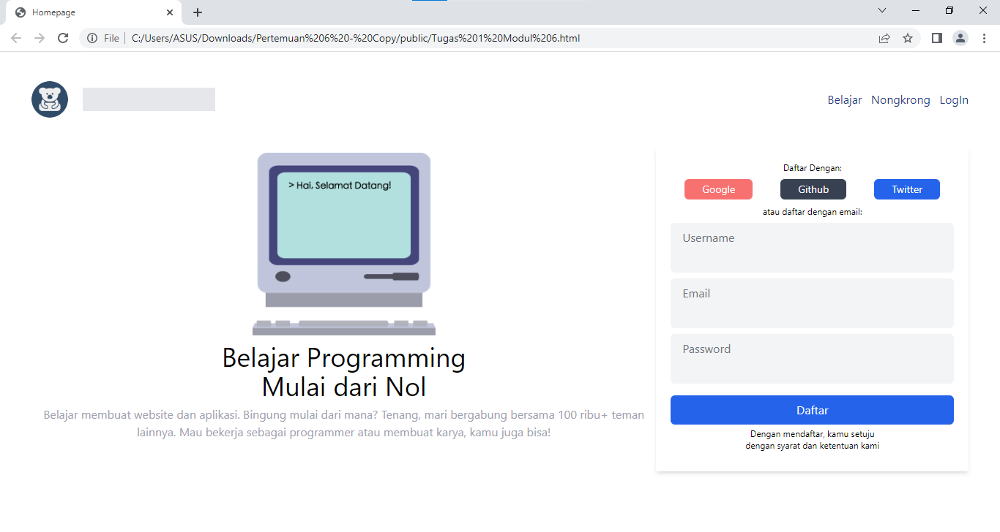 Homepage
File
C:/Users/ASUS/Downloads/Pertemuan%206%20-%20Copy/public/Tugas%201%20Modul%206.html
Belajar Nongkrong LogIn
> Hai, Selamat Datang!
Belajar Programming
Mulai dari Nol
Belajar membuat website dan aplikasi. Bingung mulai dari mana? Tenang, mari bergabung bersama 100 ribu+ teman
lainnya. Mau bekerja sebagai programmer atau membuat karya, kamu juga bisa!
Daftar Dengan:
Google Github Twitter
atau daftar dengan email:
Username
Email
Password
Daftar
Dengan mendaftar, kamu setuju
dengan syarat dan ketentuan kami